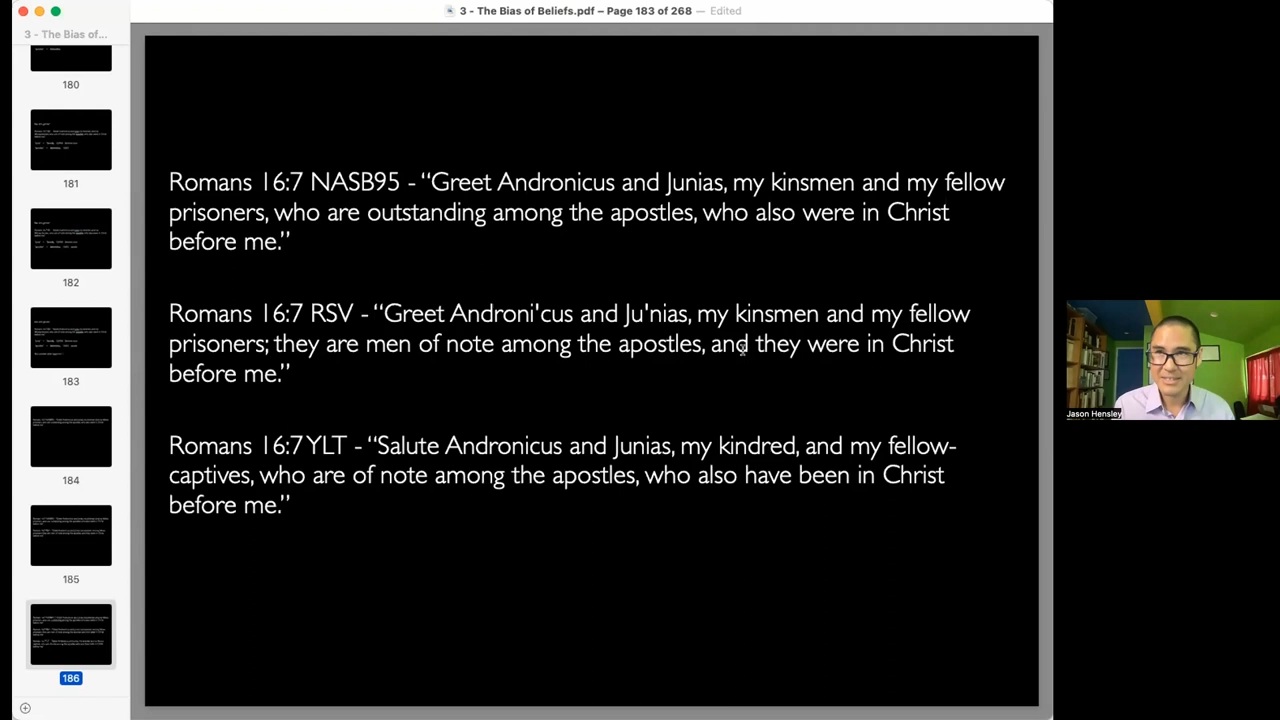 3 - The Bias of Beliefs.pdf – Page 183 of 268 — Edited
3 - The Bias of...
180
181
182
183
184
185
186
Romans 16:7 NASB95 - “Greet Andronicus and Junias, my kinsmen and my fellow
prisoners, who are outstanding among the apostles, who also were in Christ
before me.”
Romans 16:7 RSV - “Greet Androni'cus and Ju'nias, my kinsmen and my fellow
prisoners; they are men of note among the apostles, and they were in Christ
before me.”
Romans 16:7 YLT - “Salute Andronicus and Junias, my kindred, and my fellow-
captives, who are of note among the apostles, who also have been in Christ
before me.”
Jason Hensley